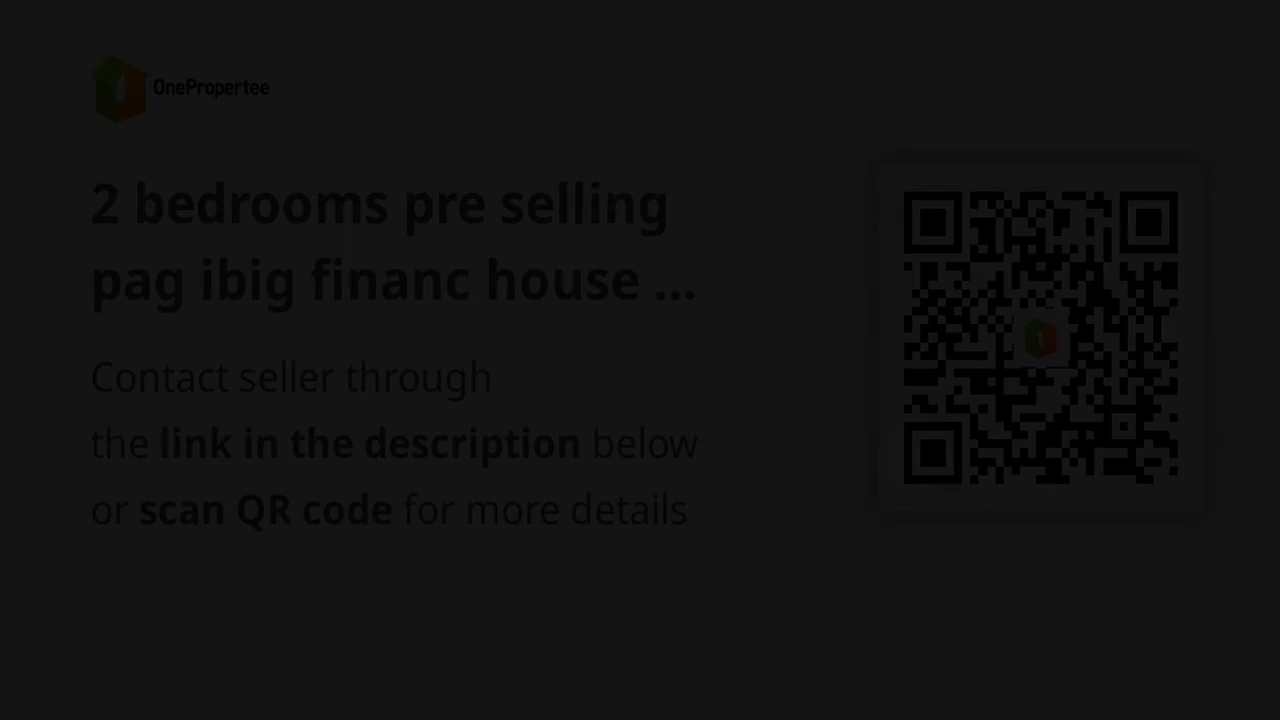 OnePropertee
2 bedrooms pre selling
pag ibig financ house ...
Contact seller through
the link in the description below
or scan QR code for more details